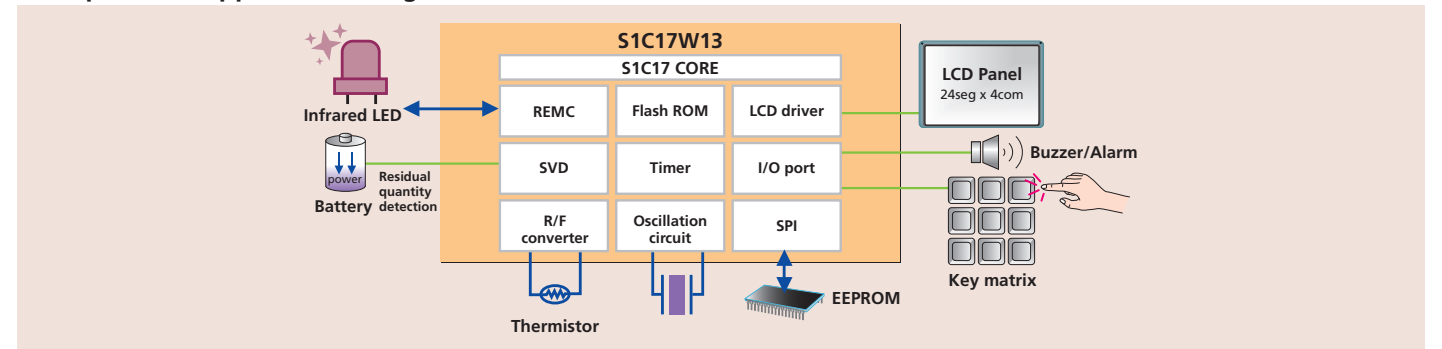 S1C17W13
S1C17 CORE
REMC
Flash ROM
LCD driver
SVD
Timer
I/O port
R/F
converter
Oscillation
circuit
SPI
Infrared LED
power
Battery
Residual
quantity
detection
Thermistor
EEPROM
LCD Panel
24seg x 4com
Buzzer/Alarm
Key matrix